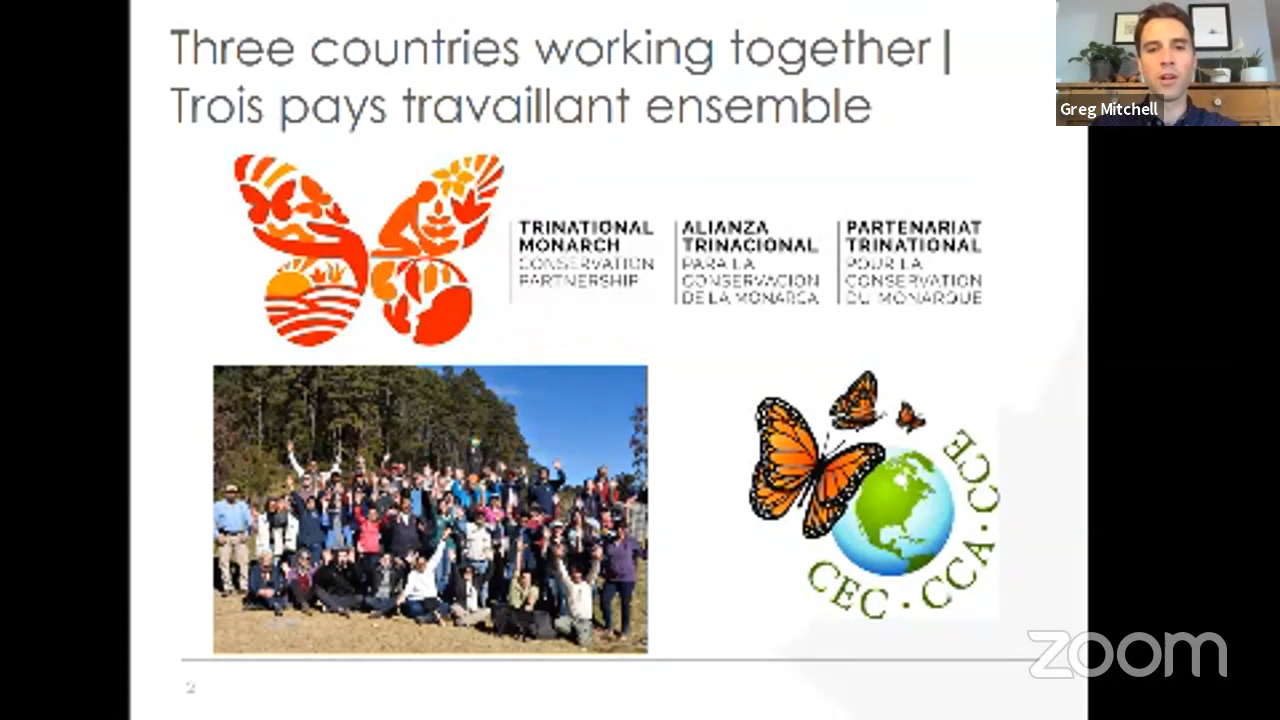 Three countries working together|
Trois pays travaillant ensemble
Greg Mitchell
TRINATIONAL
MONARCH
CONSERVATION
PARTNERSHIP
ALIANZA
TRINACIONAL
PARA LA
CONSERVACION
DE LA MONARCA
PARTENARIAT
TRINATIONAL
POUR LA
CONSERVATION
DU MONARQUE
CEC · CCA · CCE
zoom
2